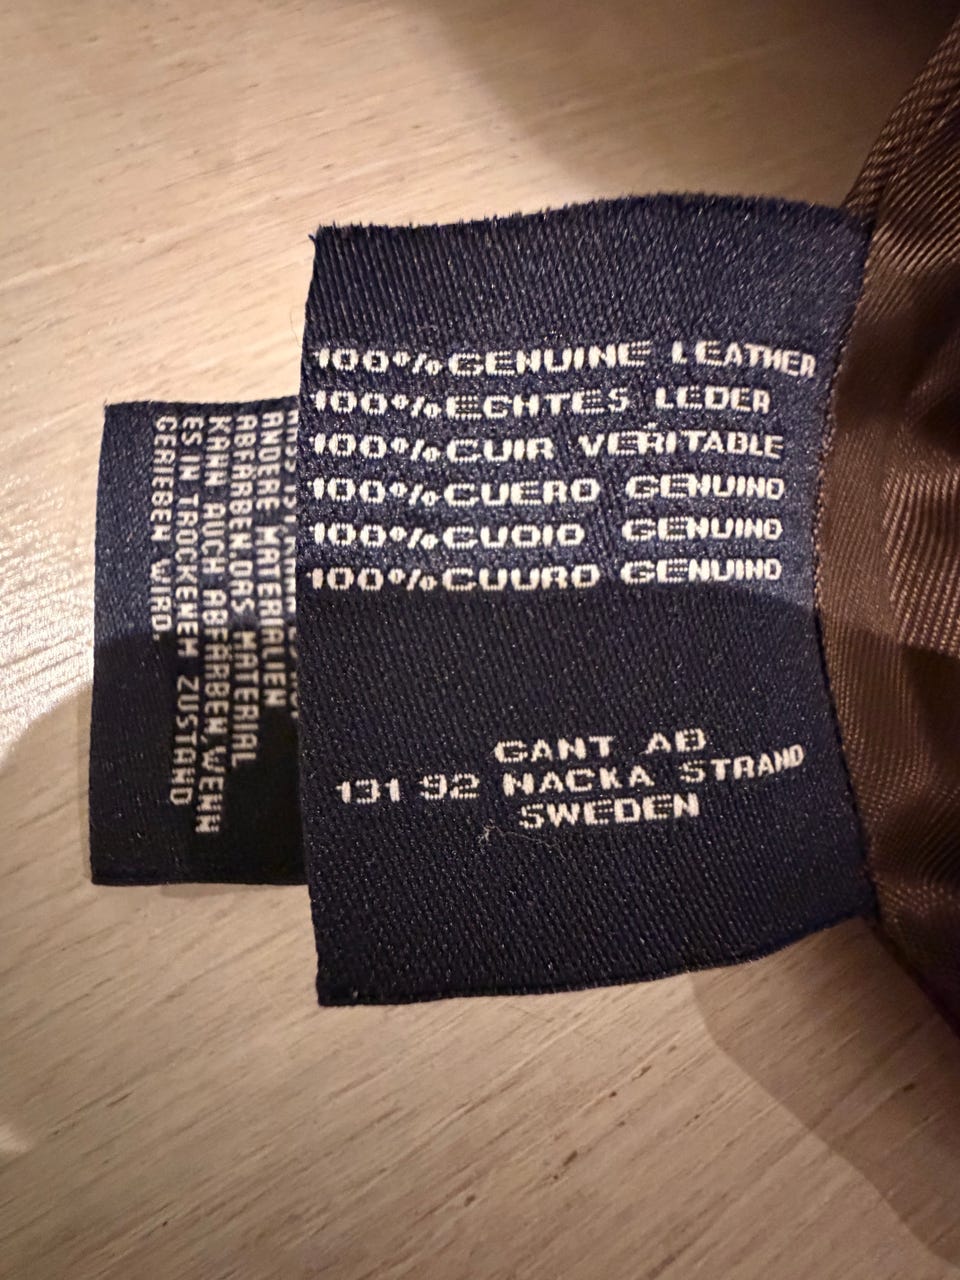 100% GENUINE LEATHER
100% ECHTES LEDER
100% CUIR VERITABLE
100% CUERO GENUINO
100% CUOIO GENUINO
100% CUURO GENUINO
GANT AB
131 92 NACKA STRAND
SWEDEN
ANDERE MATERIALIEN
ABFÄRBEN. DAS MATERIAL
KANN AUCH ABFÄRBEN, WENN
ES IN TROCKENEM ZUSTAND
GERIEBEN WIRD.